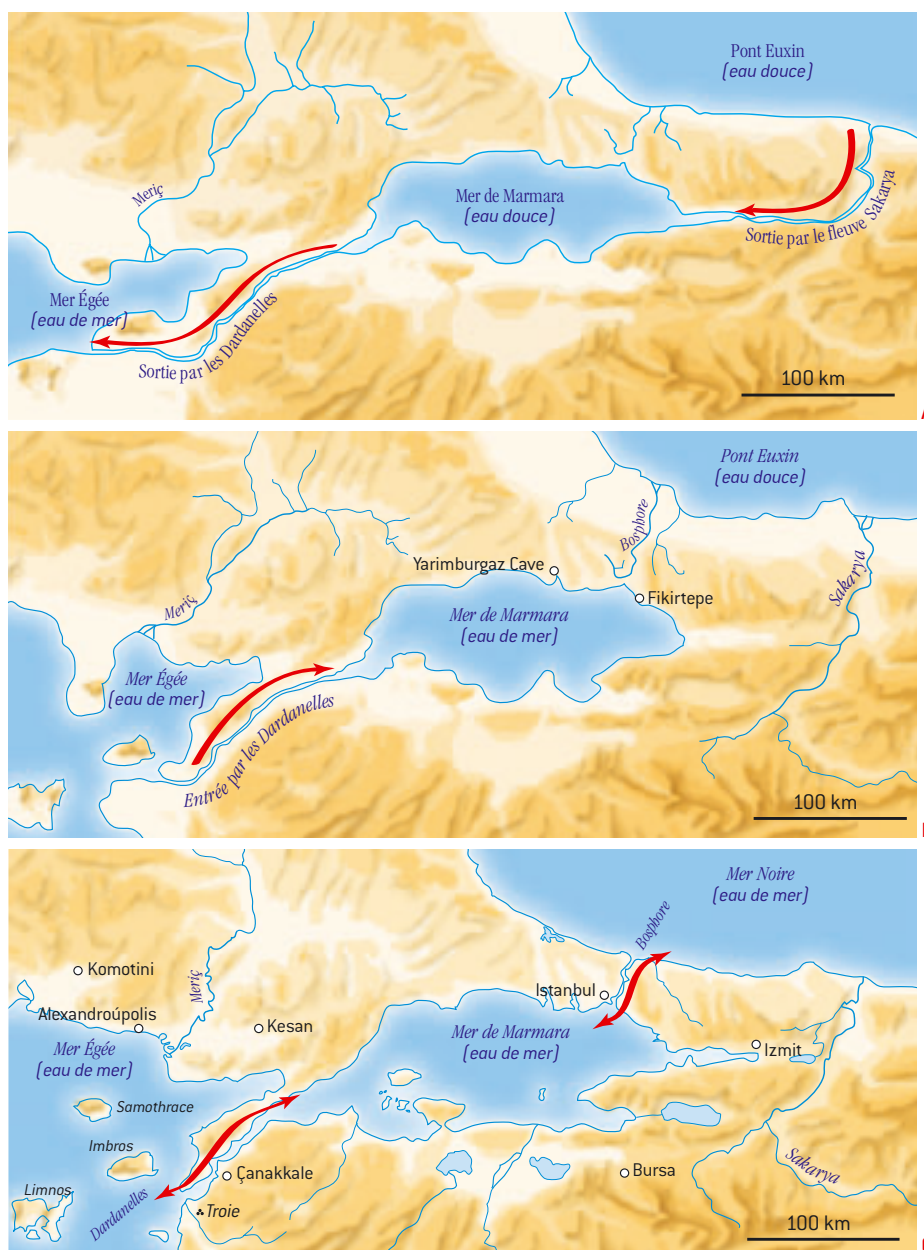 Pont Euxin
(eau douce)
Meriç
Mer de Marmara
(eau douce)
Sortie par le fleuve Sakarya
Mer Égée
(eau de mer)
Sortie par les Dardanelles
100 km
Pont Euxin
(eau douce)
Bosphore
Yarimburgaz Cave
Sakarya
Fikirtepe
Meriç
Mer de Marmara
(eau de mer)
Mer Égée
(eau de mer)
Entrée par les Dardanelles
100 km
Mer Noire
(eau de mer)
Bosphore
Komotini
Meriç
Istanbul
Alexandroúpolis
Kesan
Mer de Marmara
(eau de mer)
Mer Égée
(eau de mer)
Izmit
Samothrace
Imbros
Çanakkale
Bursa
Sakarya
Limnos
Dardanelles
Troie
100 km